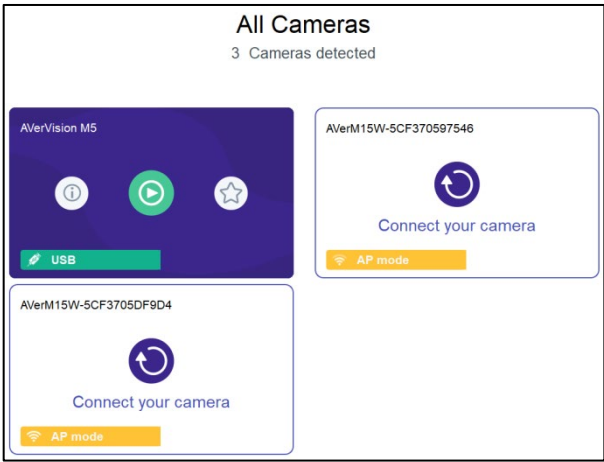 All Cameras
3 Cameras detected
AVerVision M5
USB
AVerM15W-5CF370597546
Connect your camera
AP mode
AVerM15W-5CF3705DF9D4
Connect your camera
AP mode